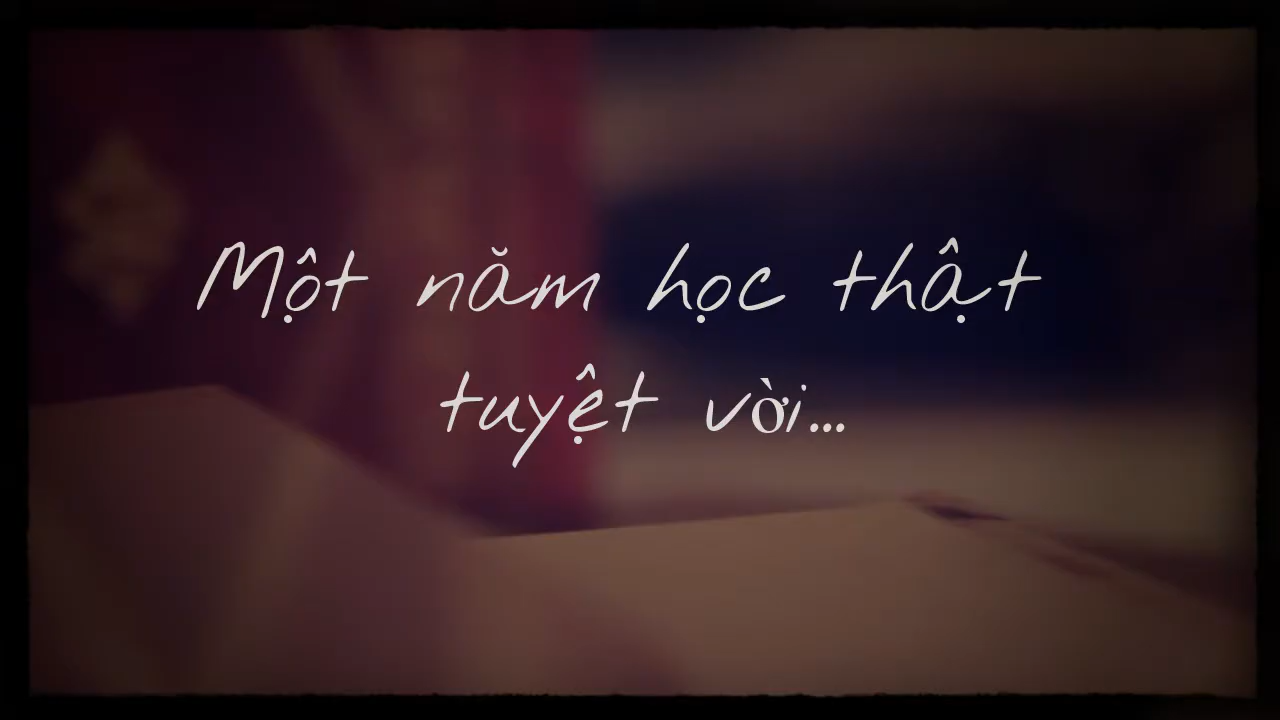 Một năm học thật
tuyệt vời...